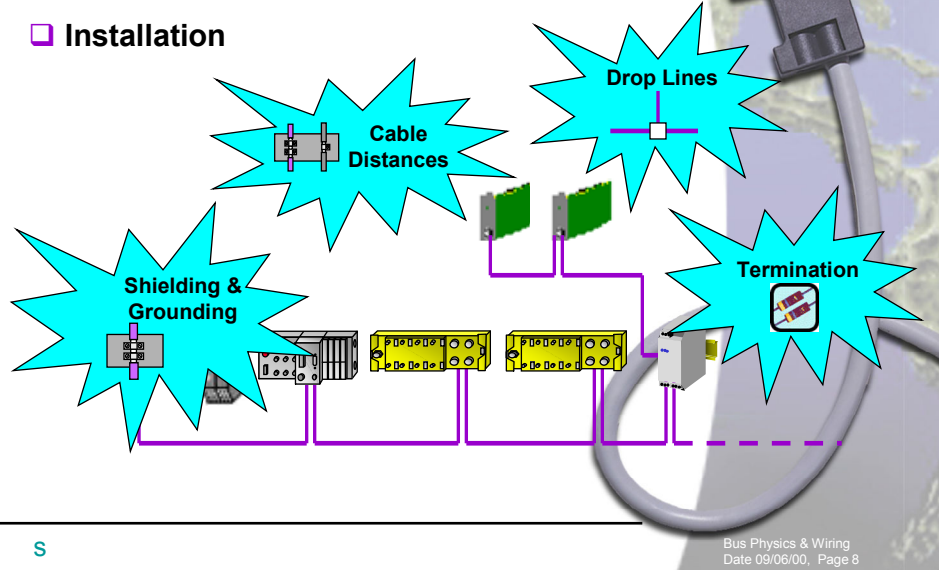 Installation
Drop Lines
Cable
Distances
Shielding &
Grounding
Termination
s
Bus Physics & Wiring
Date 09/06/00, Page 8